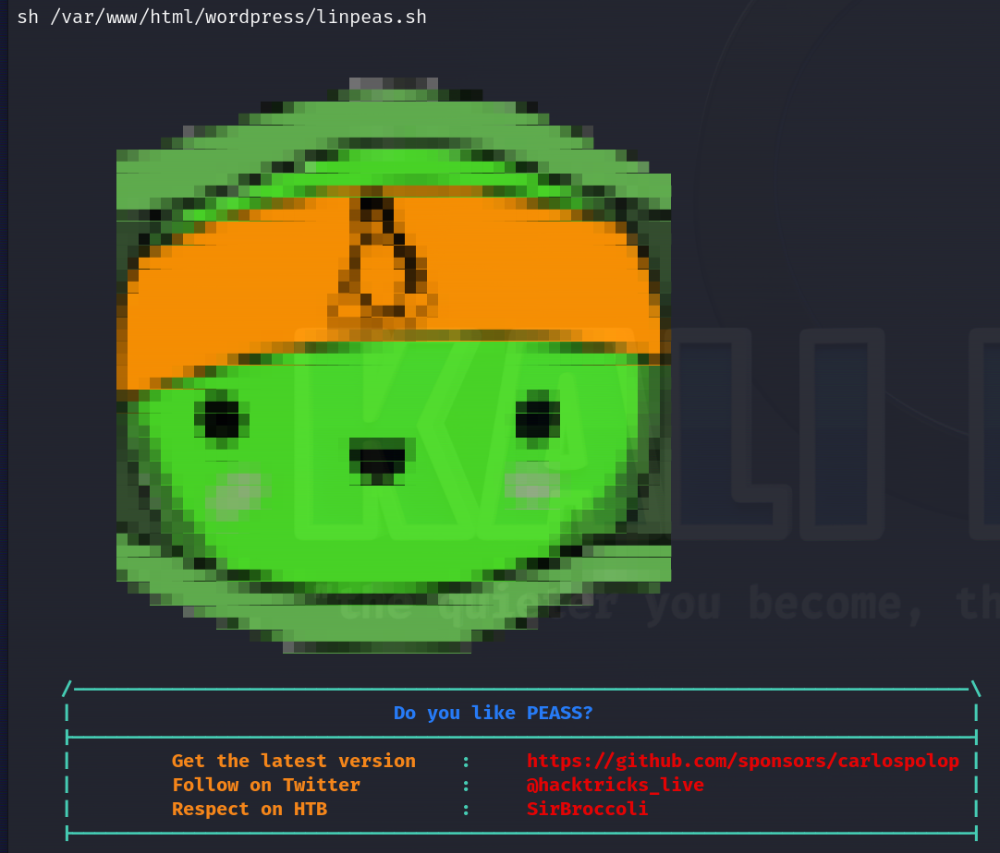 sh /var/www/html/wordpress/linpeas.sh
KALI
"the quieter you become, th
Do you like PEASS?
Get the latest version : https://github.com/sponsors/carlospolop
Follow on Twitter : @hacktricks_live
Respect on HTB : SirBroccoli